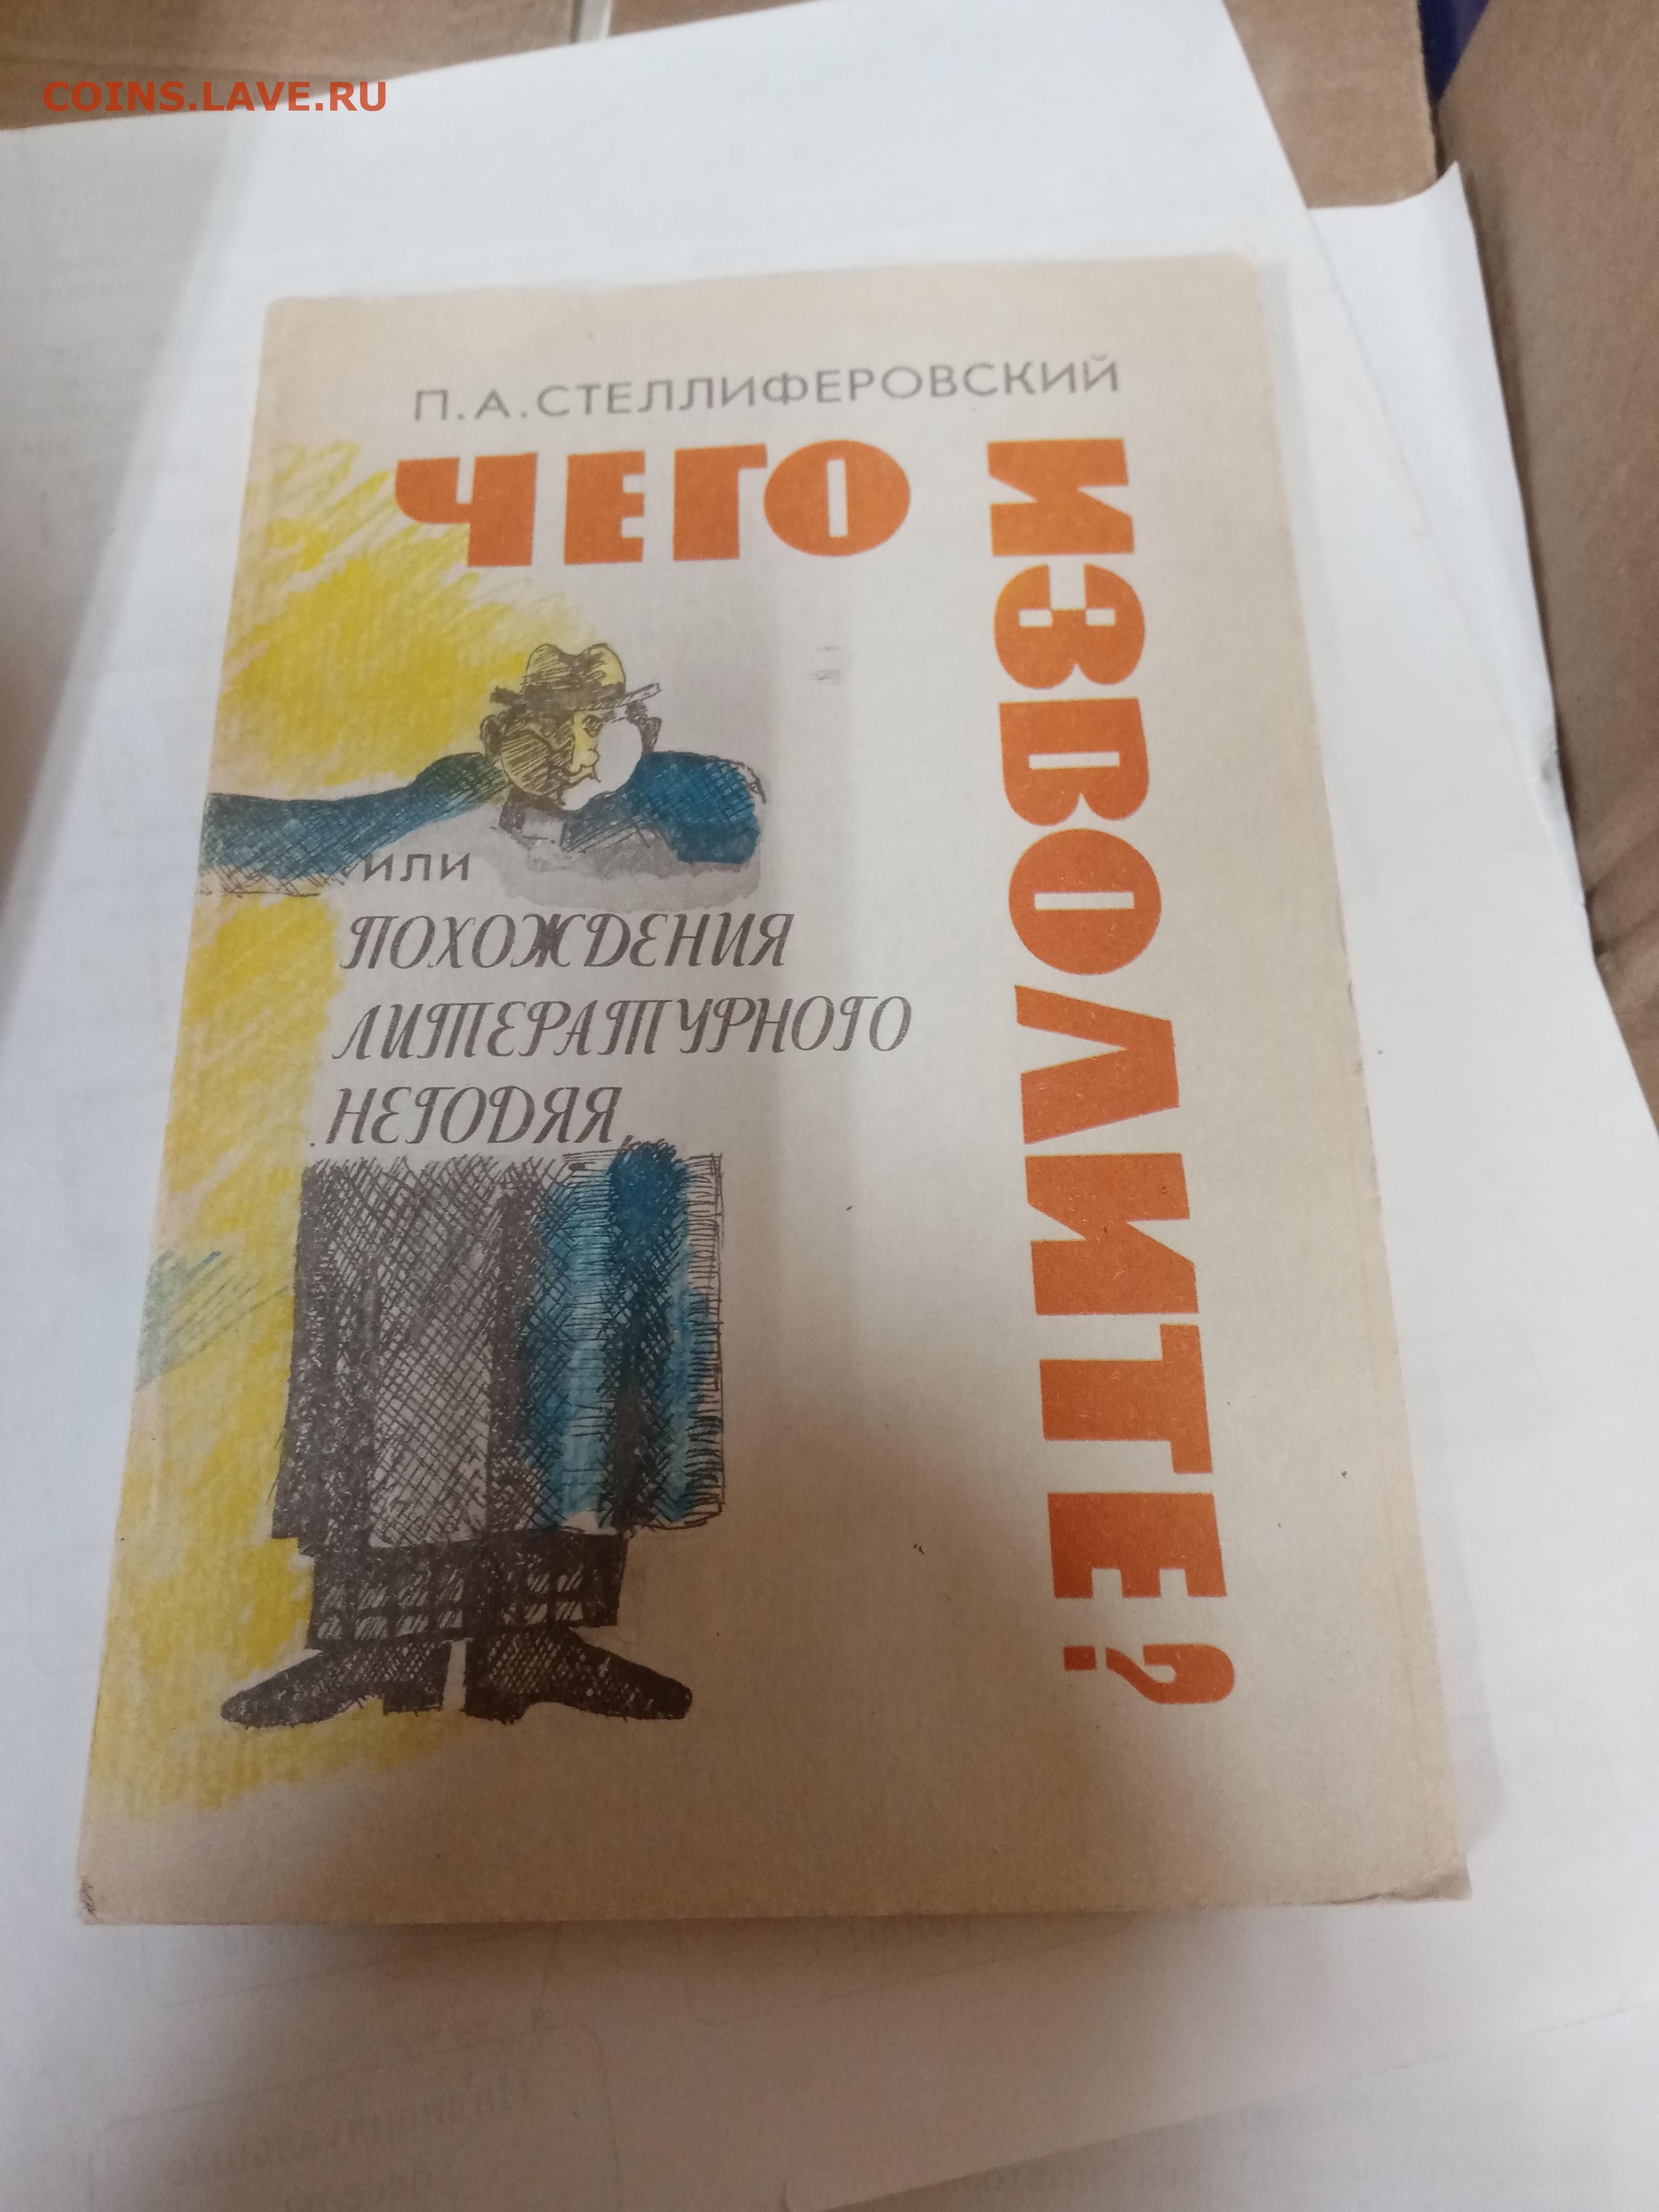 COINS.LAVE.RU
П.А.СТЕЛЛИФЕРОВСКИЙ
ЧЕГО
ИЗВОЛИТЕ?
ИЛИ
ПОХОЖДЕНИЯ
ЛИТЕРАТУРНОГО
НЕГОДЯЯ